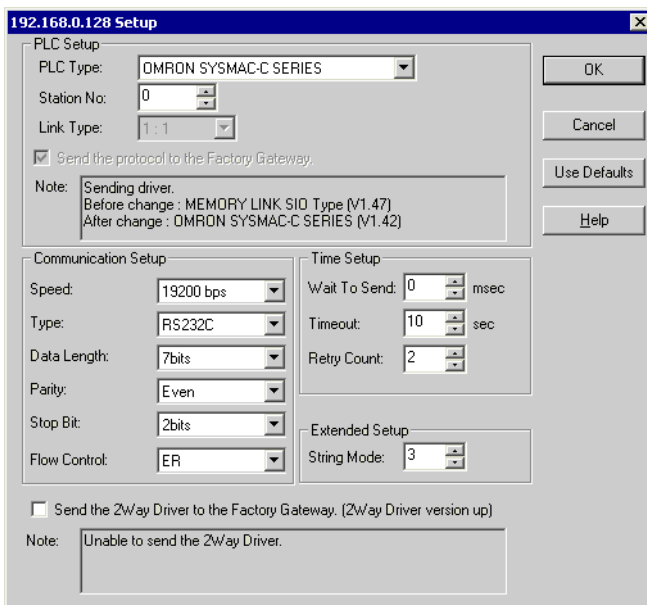 192.168.0.128 Setup
PLC Setup
PLC Type: OMRON SYSMAC-C SERIES
OK
Station No: 0
Link Type: 1 : 1
Cancel
Send the protocol to the Factory Gateway.
Use Defaults
Note: Sending driver.
Before change : MEMORY LINK SIO Type (V1.47)
After change : OMRON SYSMAC-C SERIES (V1.42)
Help
Communication Setup
Speed: 19200 bps
Type: RS232C
Data Length: 7bits
Parity: Even
Stop Bit: 2bits
Flow Control: ER
Time Setup
Wait To Send: 0 msec
Timeout: 10 sec
Retry Count: 2
Extended Setup
String Mode: 3
Send the 2Way Driver to the Factory Gateway. (2Way Driver version up)
Note: Unable to send the 2Way Driver.